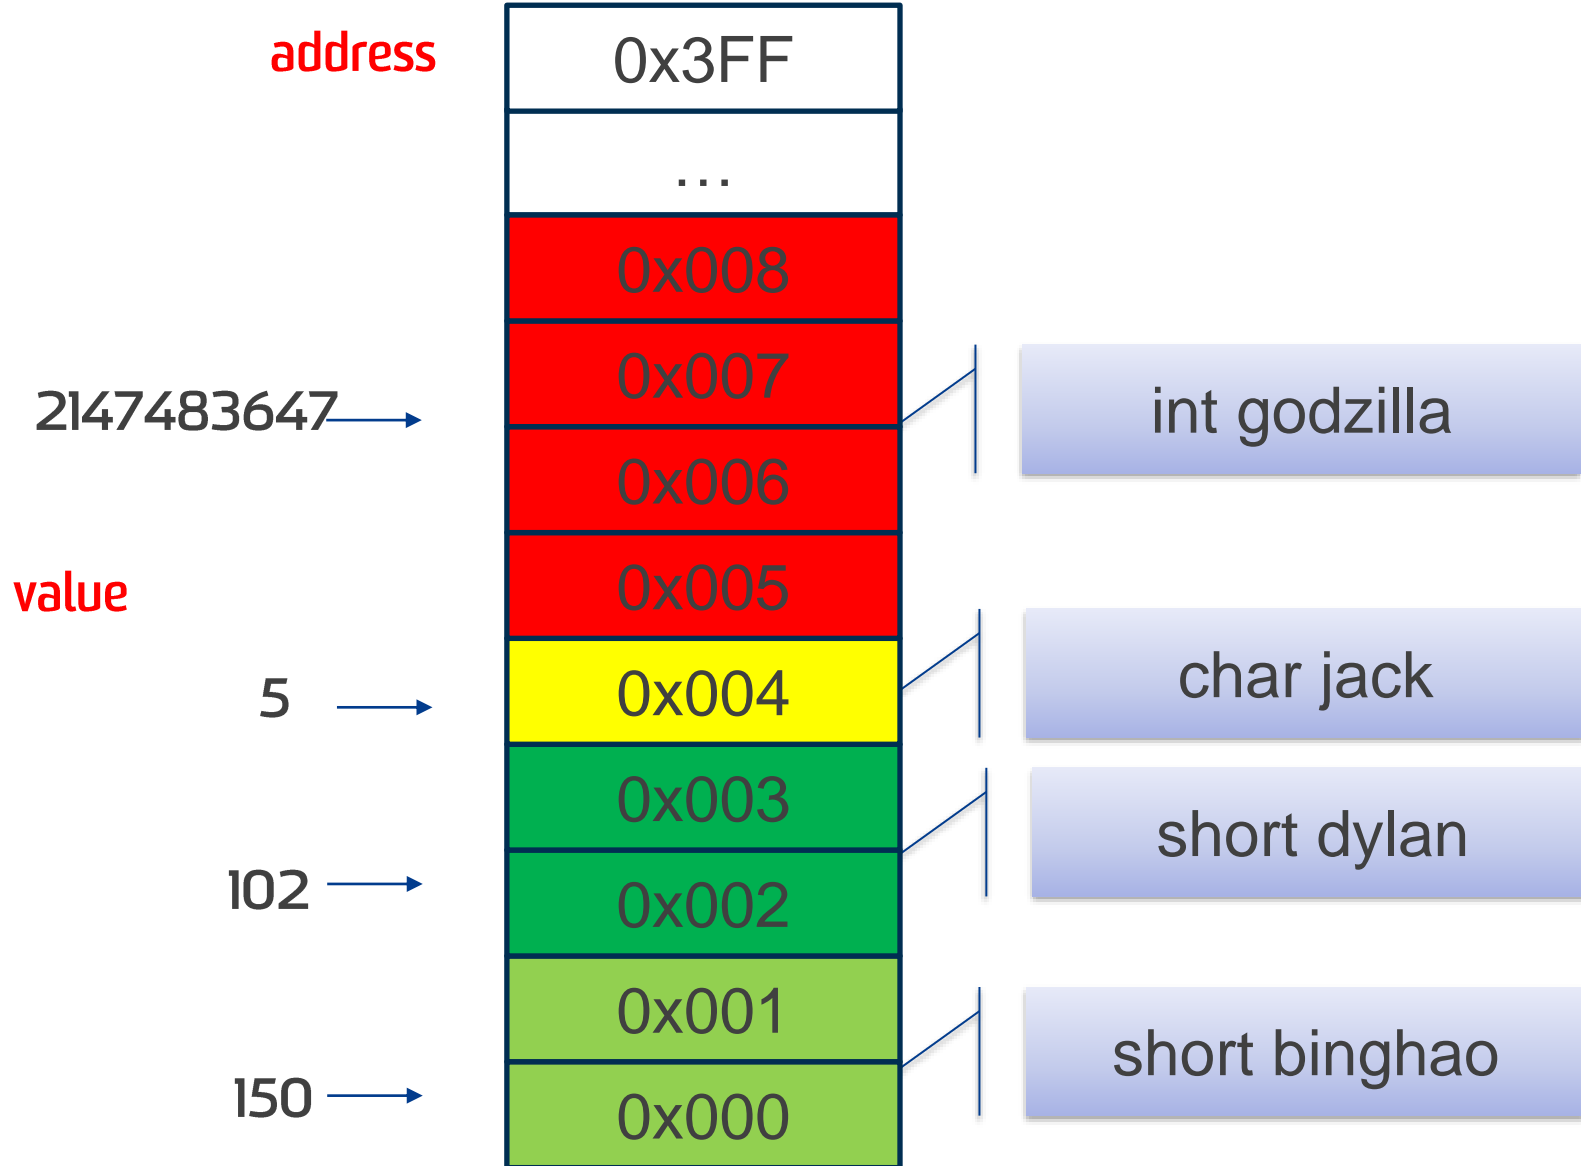 address
0x3FF
...
0x008
0x007
2147483647
int godzilla
0x006
value
0x005
5
0x004
char jack
0x003
short dylan
102
0x002
0x001
short binghao
150
0x000